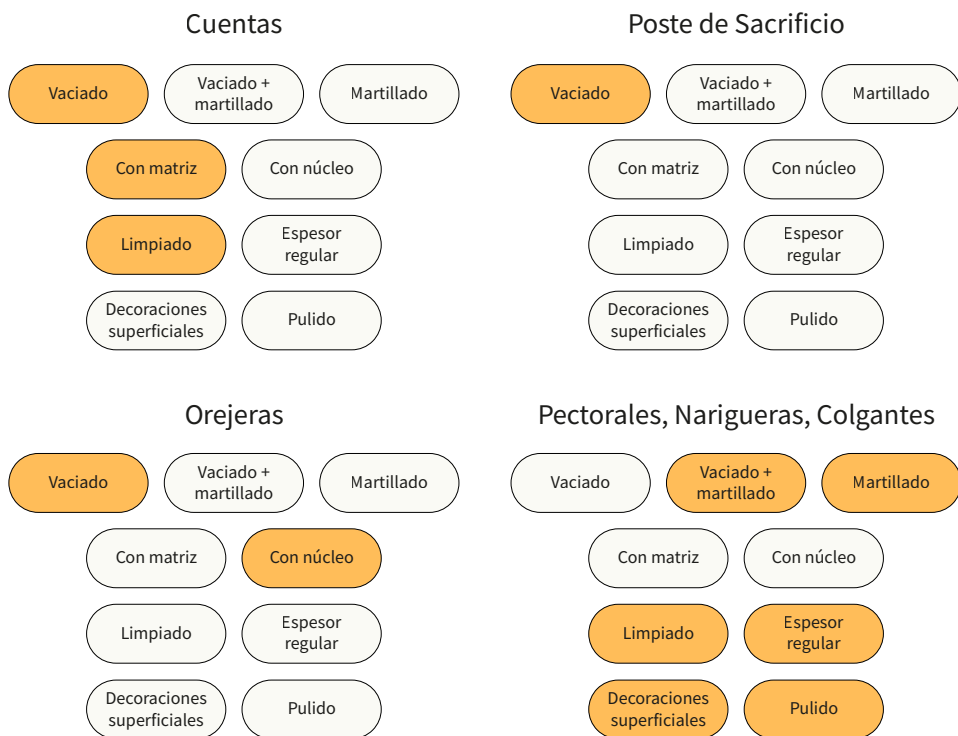 Cuentas
Vaciado
Vaciado +
martillado
Martillado
Con matriz
Con núcleo
Limpiado
Espesor
regular
Decoraciones
superficiales
Pulido
Poste de Sacrificio
Vaciado
Vaciado +
martillado
Martillado
Con matriz
Con núcleo
Limpiado
Espesor
regular
Decoraciones
superficiales
Pulido
Orejeras
Vaciado
Vaciado +
martillado
Martillado
Con matriz
Con núcleo
Limpiado
Espesor
regular
Decoraciones
superficiales
Pulido
Pectorales, Narigueras, Colgantes
Vaciado
Vaciado +
martillado
Martillado
Con matriz
Con núcleo
Limpiado
Espesor
regular
Decoraciones
superficiales
Pulido